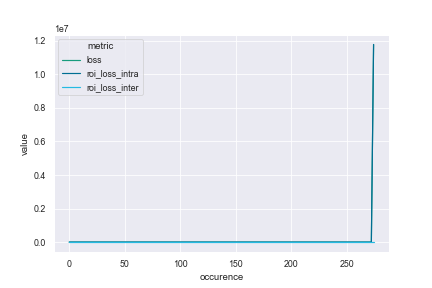 1e7
1.2
1.0
0.8
0.6
0.4
0.2
0.0
value
metric
loss
roi_loss_intra
roi_loss_inter
0 50 100 150 200 250
occurence